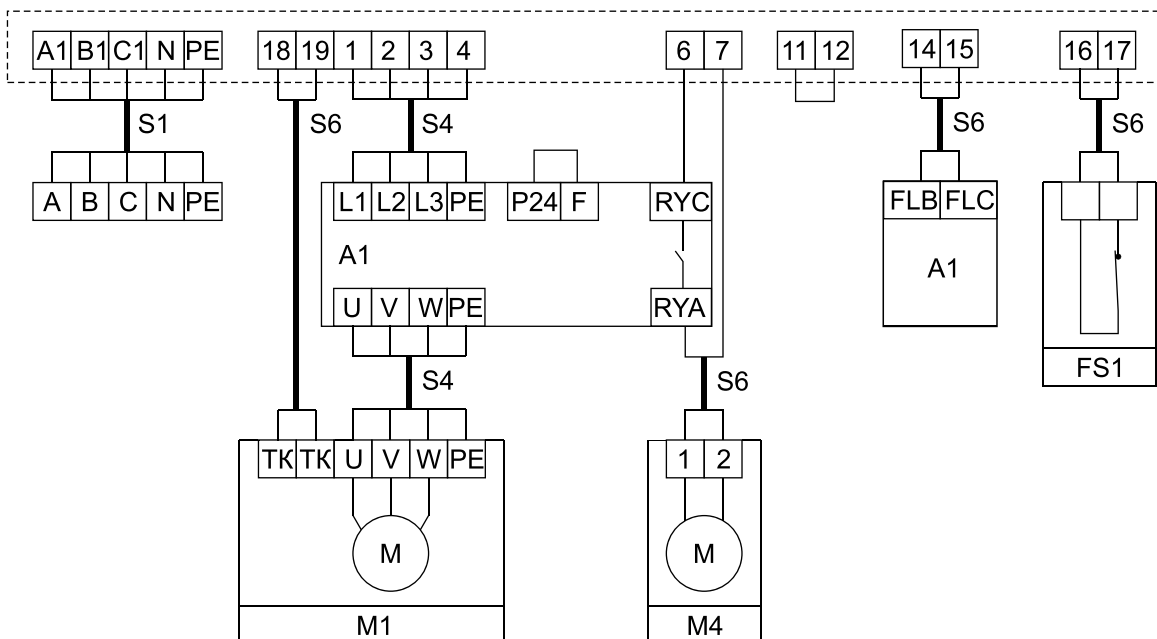 A1 B1 C1 N PE 18 19 1 2 3 4 6 7 11 12 14 15 16 17
S1 S6 S4 S6 S6
A B C N PE L1 L2 L3 PE P24 F RYC FLB FLC
A1 A1
U V W PE RYA
FS1
S4 S6
TK TK U V W PE 1 2
M M
M1 M4